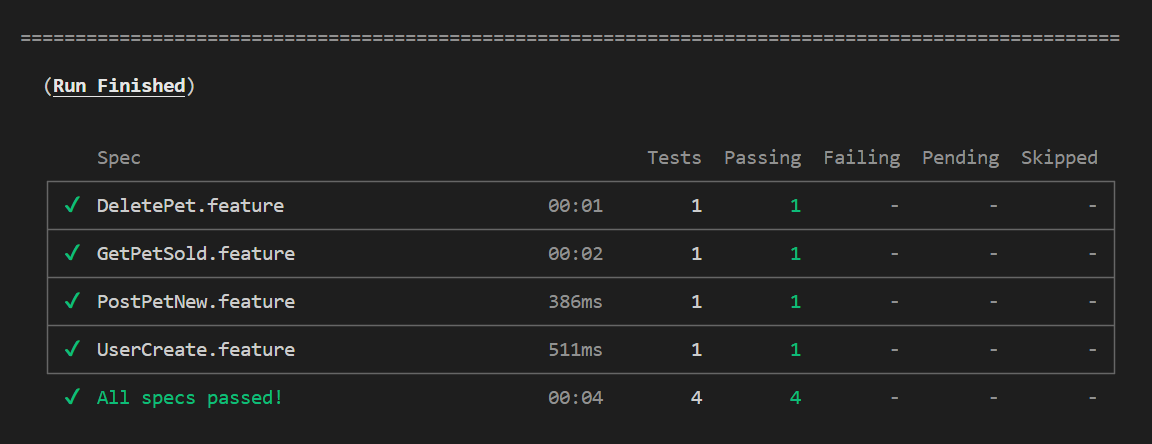 ====================================================================================================
(Run Finished)
Spec Tests Passing Failing Pending Skipped
✓ DeletePet.feature 00:01 1 1 - - -
✓ GetPetSold.feature 00:02 1 1 - - -
✓ PostPetNew.feature 386ms 1 1 - - -
✓ UserCreate.feature 511ms 1 1 - - -
✓ All specs passed! 00:04 4 4 - - -